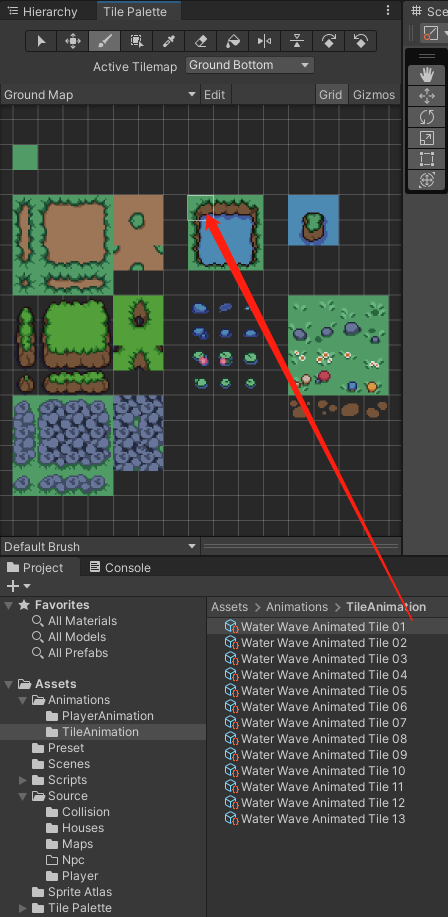 Hierarchy Tile Palette Sce
Active Tilemap Ground Bottom
Ground Map Edit Grid Gizmos
Default Brush
Project Console
Favorites
All Materials
All Models
All Prefabs
Assets
Animations
PlayerAnimation
TileAnimation
Preset
Scenes
Scripts
Source
Collision
Houses
Maps
Npc
Player
Sprite Atlas
Tile Palette
Assets > Animations > TileAnimation
Water Wave Animated Tile 01
Water Wave Animated Tile 02
Water Wave Animated Tile 03
Water Wave Animated Tile 04
Water Wave Animated Tile 05
Water Wave Animated Tile 06
Water Wave Animated Tile 07
Water Wave Animated Tile 08
Water Wave Animated Tile 09
Water Wave Animated Tile 10
Water Wave Animated Tile 11
Water Wave Animated Tile 12
Water Wave Animated Tile 13